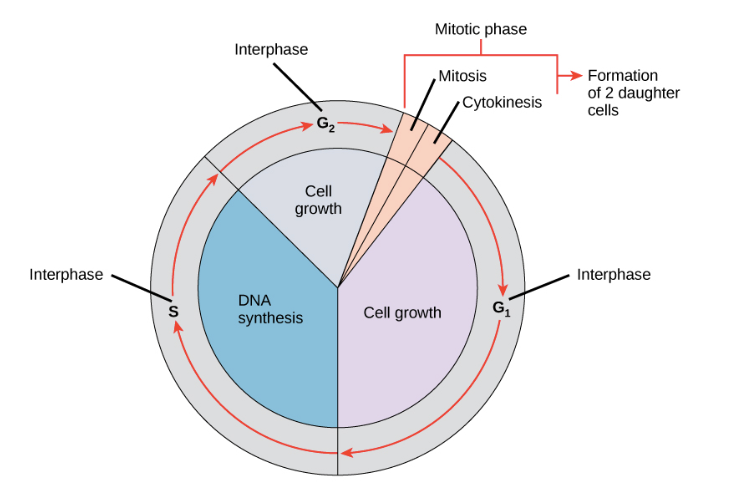 Mitotic phase
Interphase
Mitosis
Formation
of 2 daughter
cells
Cytokinesis
G₂
Cell
growth
Interphase
Interphase
S
DNA
synthesis
Cell growth
G₁